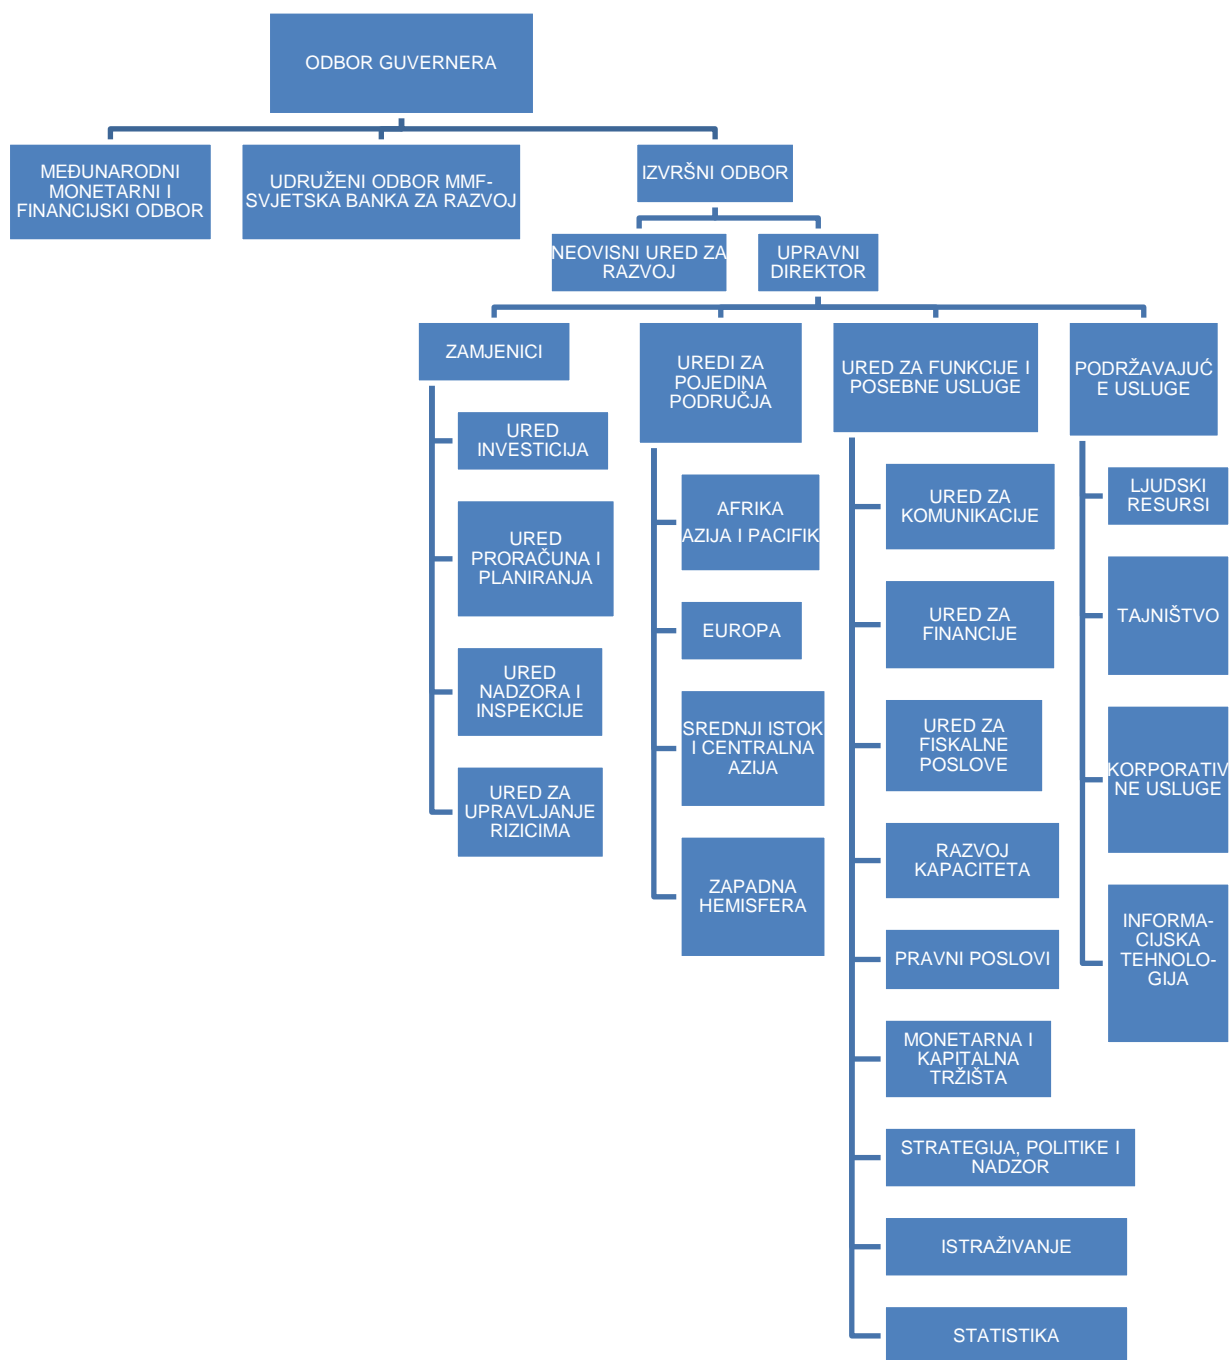 ODBOR GUVERNERA
MEĐUNARODNI
MONETARNI I
FINANCIJSKI ODBOR
UDRUŽENI ODBOR MMF-
SVJETSKA BANKA ZA RAZVOJ
IZVRŠNI ODBOR
NEOVISNI URED ZA
RAZVOJ
UPRAVNI
DIREKTOR
ZAMJENICI
URED
INVESTICIJA
URED
PRORAČUNA I
PLANIRANJA
URED
NADZORA I
INSPEKCIJE
URED ZA
UPRAVLJANJE
RIZICIMA
UREDI ZA
POJEDINA
PODRUČJA
AFRIKA
AZIJA I PACIFIK
EUROPA
SREDNJI ISTOK
I CENTRALNA
AZIJA
ZAPADNA
HEMISFERA
URED ZA FUNKCIJE I
POSEBNE USLUGE
URED ZA
KOMUNIKACIJE
URED ZA
FINANCIJE
URED ZA
FISKALNE
POSLOVE
RAZVOJ
KAPACITETA
PRAVNI POSLOVI
MONETARNA I
KAPITALNA
TRŽIŠTA
STRATEGIJA, POLITIKE I
NADZOR
ISTRAŽIVANJE
STATISTIKA
PODRŽAVAJUĆ
E USLUGE
LJUDSKI
RESURSI
TAJNIŠTVO
KORPORATIV
NE USLUGE
INFORMA-
CIJSKA
TEHNOLO-
GIJA